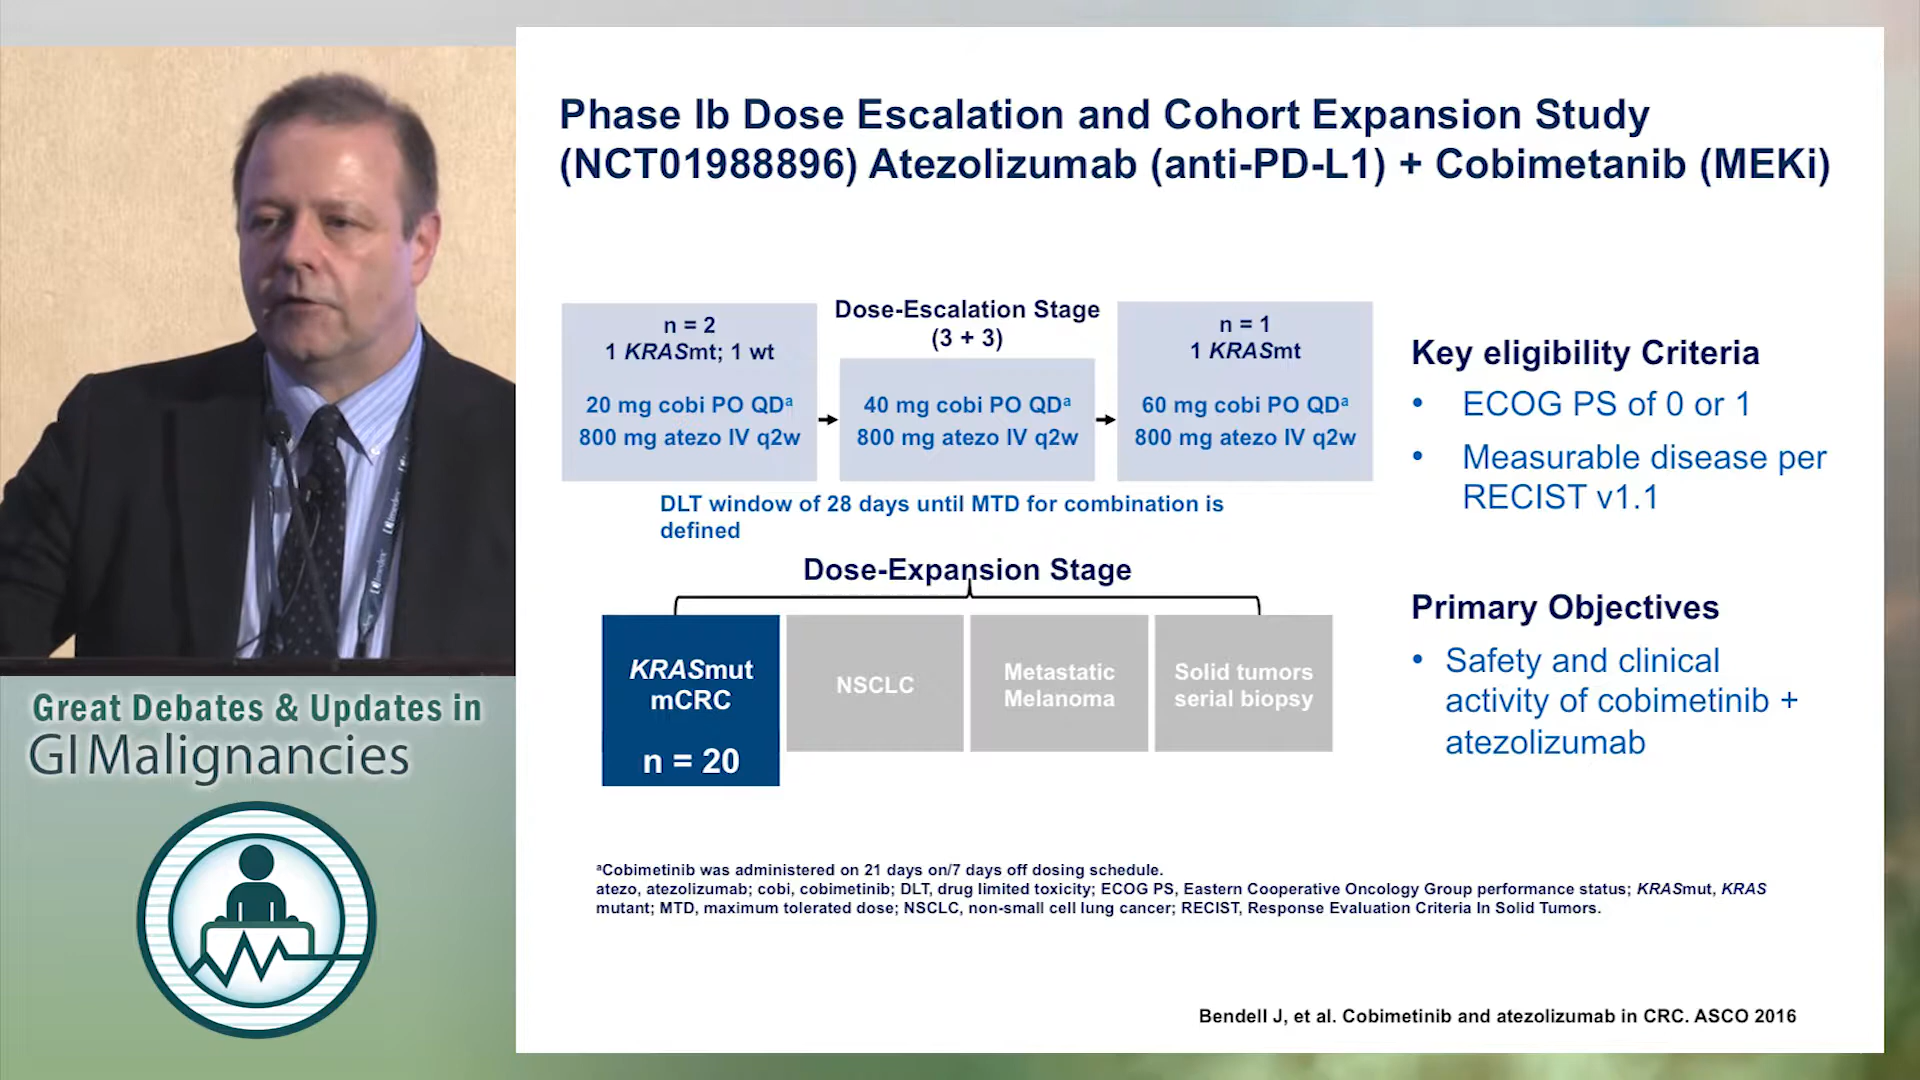 Phase Ib Dose Escalation and Cohort Expansion Study
(NCT01988896) Atezolizumab (anti-PD-L1) + Cobimetanib (MEKi)
n = 2
1 KRASmt; 1 wt
20 mg cobi PO QDᵃ
800 mg atezo IV q2w
Dose-Escalation Stage
(3 + 3)
40 mg cobi PO QDᵃ
800 mg atezo IV q2w
n = 1
1 KRASmt
60 mg cobi PO QDᵃ
800 mg atezo IV q2w
DLT window of 28 days until MTD for combination is
defined
Dose-Expansion Stage
KRASmut
mCRC
n = 20
NSCLC
Metastatic
Melanoma
Solid tumors
serial biopsy
Key eligibility Criteria
• ECOG PS of 0 or 1
• Measurable disease per
RECIST v1.1
Primary Objectives
• Safety and clinical
activity of cobimetinib +
atezolizumab
ᵃCobimetinib was administered on 21 days on/7 days off dosing schedule.
atezo, atezolizumab; cobi, cobimetinib; DLT, drug limited toxicity; ECOG PS, Eastern Cooperative Oncology Group performance status; KRASmut, KRAS
mutant; MTD, maximum tolerated dose; NSCLC, non-small cell lung cancer; RECIST, Response Evaluation Criteria In Solid Tumors.
Bendell J, et al. Cobimetinib and atezolizumab in CRC. ASCO 2016
Great Debates & Updates in
GI Malignancies